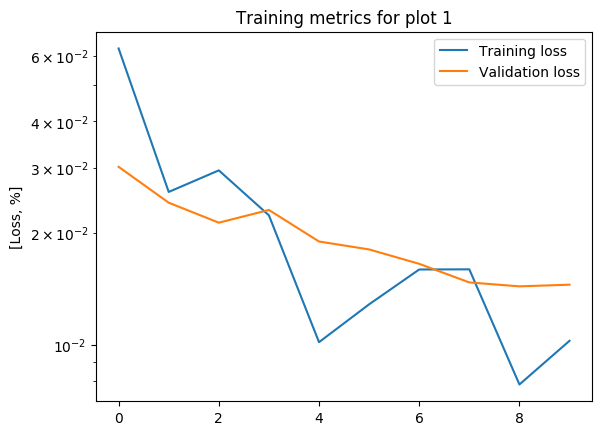 Training metrics for plot 1
Training loss
Validation loss
[Loss, %]
6 × 10⁻²
4 × 10⁻²
3 × 10⁻²
2 × 10⁻²
10⁻²
0 2 4 6 8